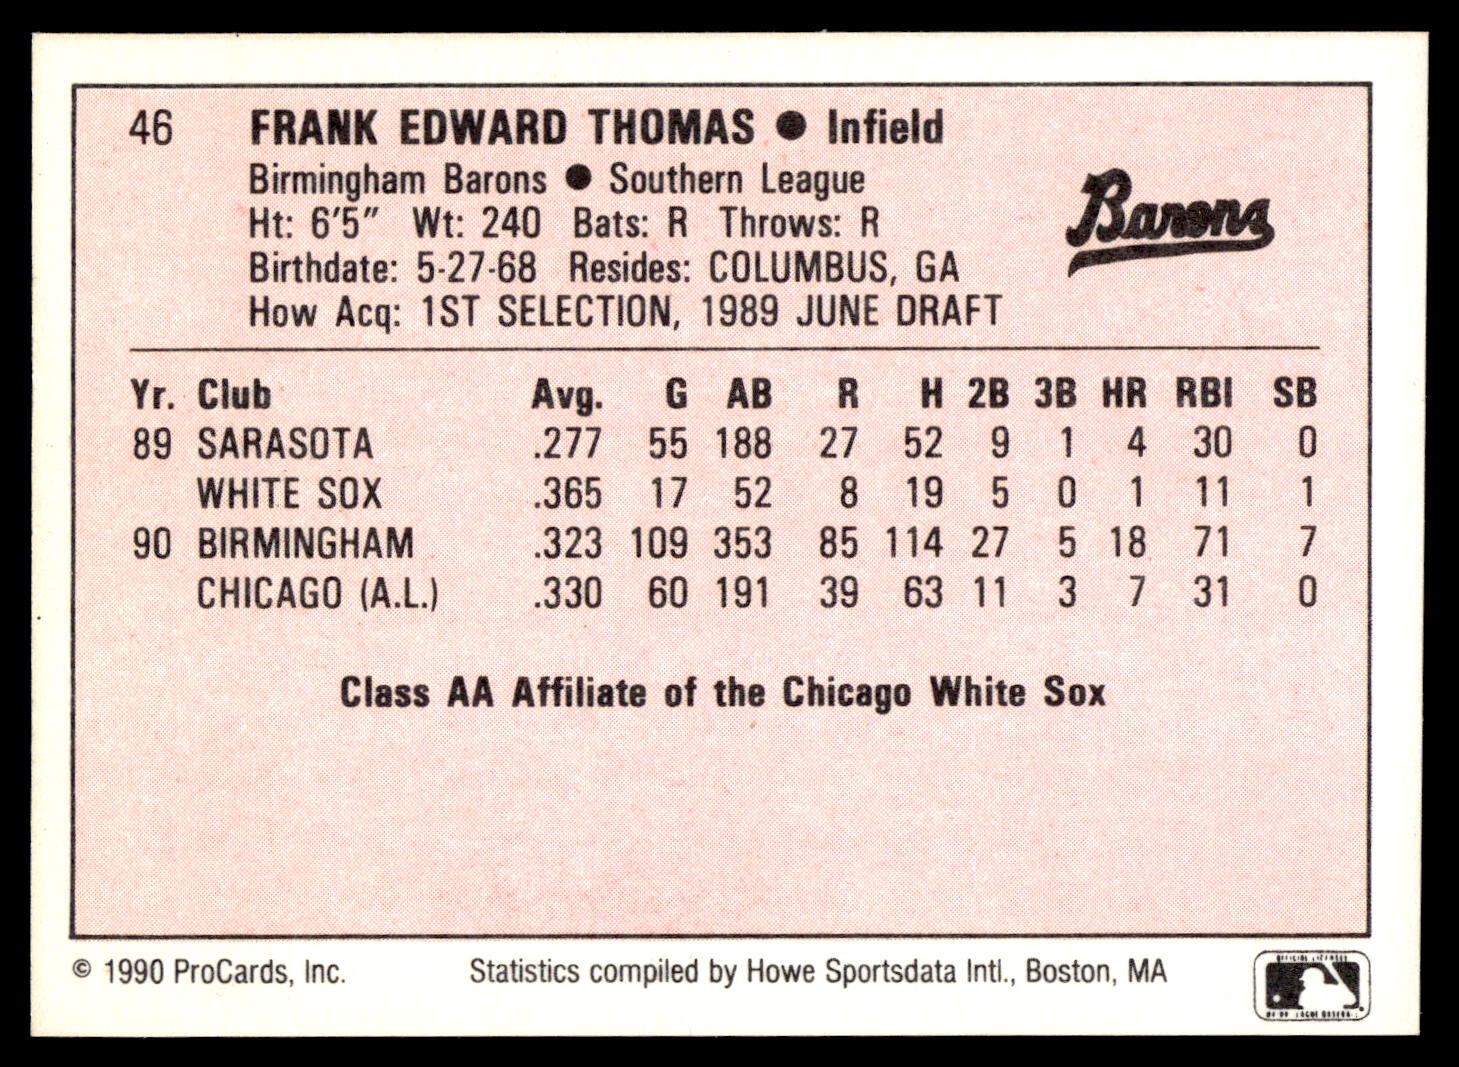 46 FRANK EDWARD THOMAS ● Infield
Birmingham Barons ● Southern League
Ht: 6'5" Wt: 240 Bats: R Throws: R
Barons
Birthdate: 5-27-68 Resides: COLUMBUS, GA
How Acq: 1ST SELECTION, 1989 JUNE DRAFT
Yr. Club Avg. G AB R H 2B 3B HR RBI SB
89 SARASOTA .277 55 188 27 52 9 1 4 30 0
WHITE SOX .365 17 52 8 19 5 0 1 11 1
90 BIRMINGHAM .323 109 353 85 114 27 5 18 71 7
CHICAGO (A.L.) .330 60 191 39 63 11 3 7 31 0
Class AA Affiliate of the Chicago White Sox
© 1990 ProCards, Inc. Statistics compiled by Howe Sportsdata Intl., Boston, MA